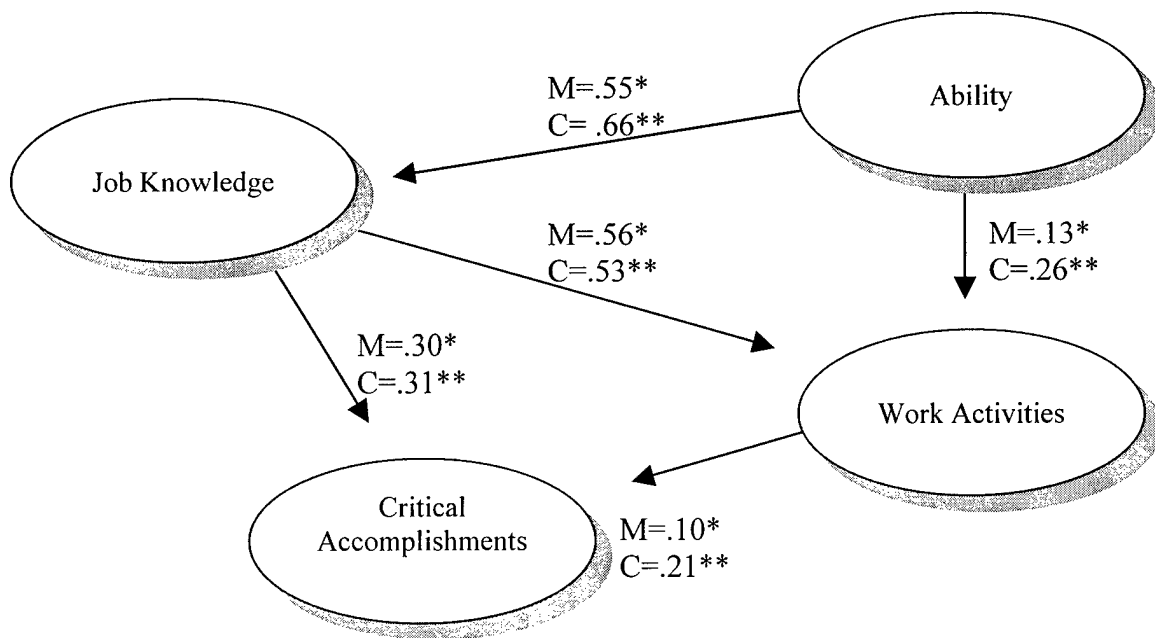 Ability
M=.55*
C= .66**
Job Knowledge
M=.56*
C=.53**
M=.13*
C=.26**
M=.30*
C=.31**
Work Activities
Critical
Accomplishments
M=.10*
C=.21**